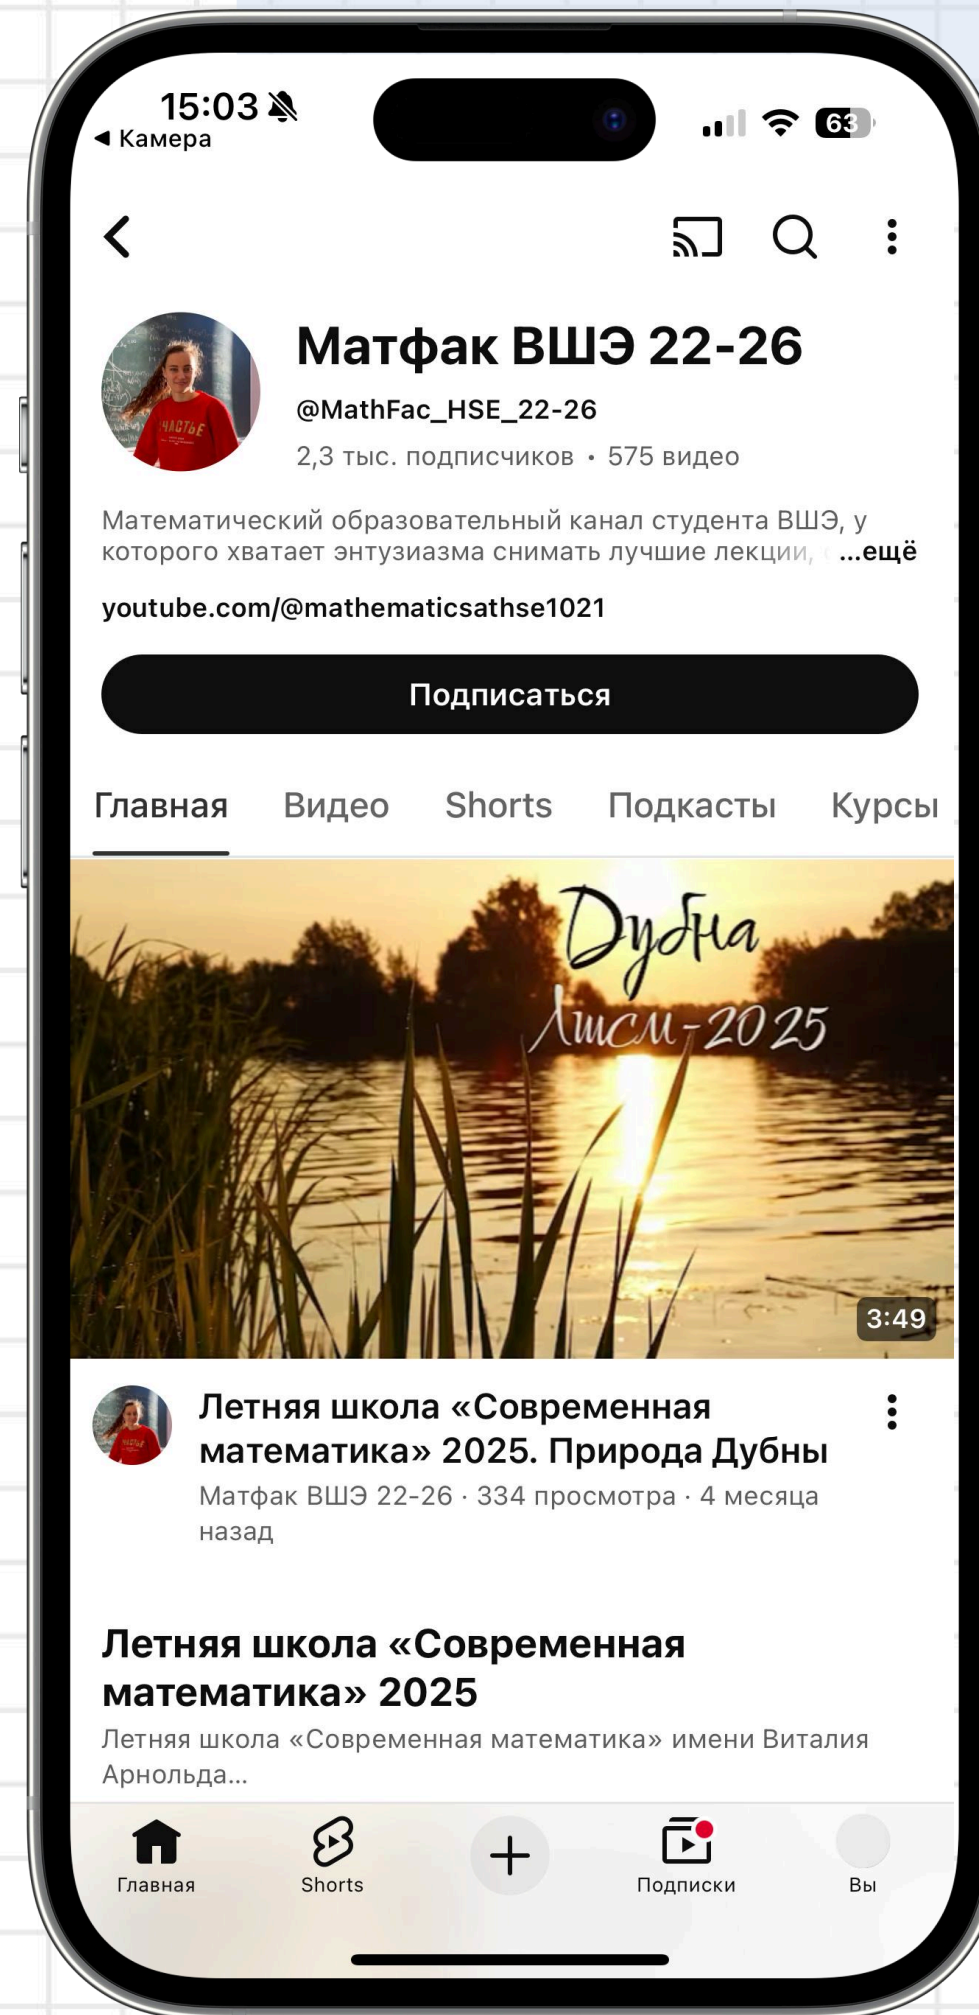 15:03
◀ Камера
63
Матфак ВШЭ 22-26
@MathFac_HSE_22-26
2,3 тыс. подписчиков • 575 видео
Математический образовательный канал студента ВШЭ, у
которого хватает энтузиазма снимать лучшие лекции, ...ещё
youtube.com/@mathematicsathse1021
Подписаться
Главная Видео Shorts Подкасты Курсы
Дубна
Лшсм-2025
3:49
Летняя школа «Современная
математика» 2025. Природа Дубны
Матфак ВШЭ 22-26 · 334 просмотра · 4 месяца
назад
Летняя школа «Современная
математика» 2025
Летняя школа «Современная математика» имени Виталия
Арнольда...
Главная Shorts Подписки Вы